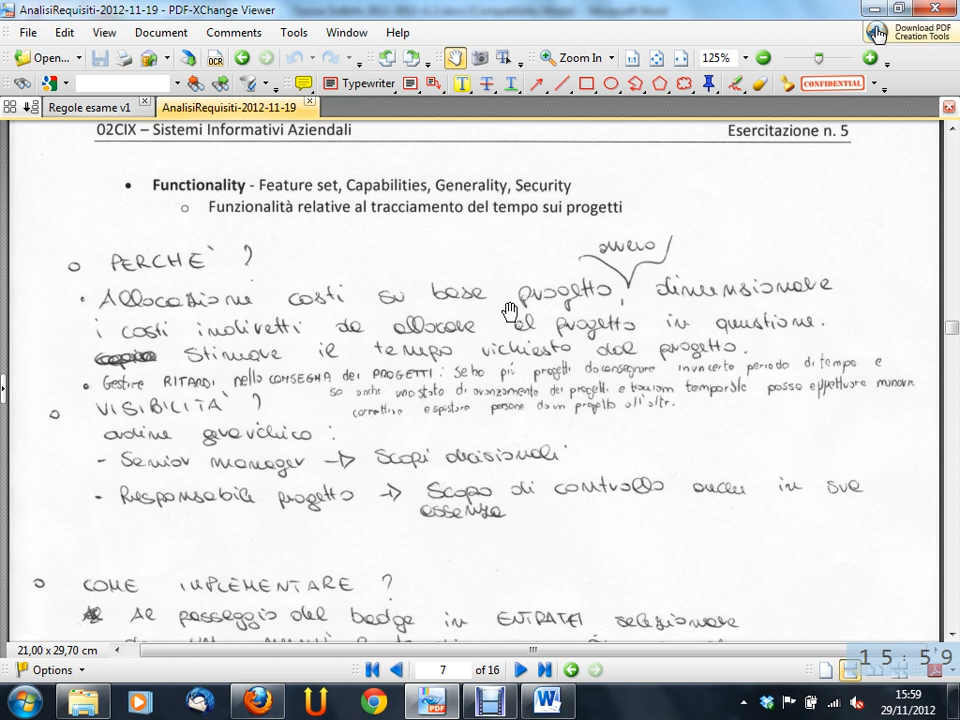 AnalisiRequisiti-2012-11-19 - PDF-XChange Viewer
File Edit View Document Comments Tools Window Help
Download PDF Creation Tools
Open... OCR Zoom In 125%
Typewriter CONFIDENTIAL
Regole esame v1 AnalisiRequisiti-2012-11-19
02CIX – Sistemi Informativi Aziendali Esercitazione n. 5
• Functionality - Feature set, Capabilities, Generality, Security
o Funzionalità relative al tracciamento del tempo sui progetti
ovvero
o PERCHÈ ?
• Allocazione costi su base progetto, dimensionare
i costi indiretti da allocare al progetto in questione.
Stimare il tempo richiesto dal progetto.
• Gestire RITARDI nello CONSEGNA dei PROGETTI: se ho più progetti da consegnare in un certo periodo di tempo e
so anche uno stato di avanzamento dei progetti e temporale posso effettuare manovre
correttive e spostare persone da un progetto all'altr.
o VISIBILITÀ ?
ordine gerarchico:
- Senior manager -> Scopi decisionali
- Responsabili progetto -> Scopo di controllo anche in sua
assenza
o COME IMPLEMENTARE ?
Al passaggio del badge in ENTRATA selezionare
21,00 x 29,70 cm
Options 7 of 16
15:59
15:59
29/11/2012